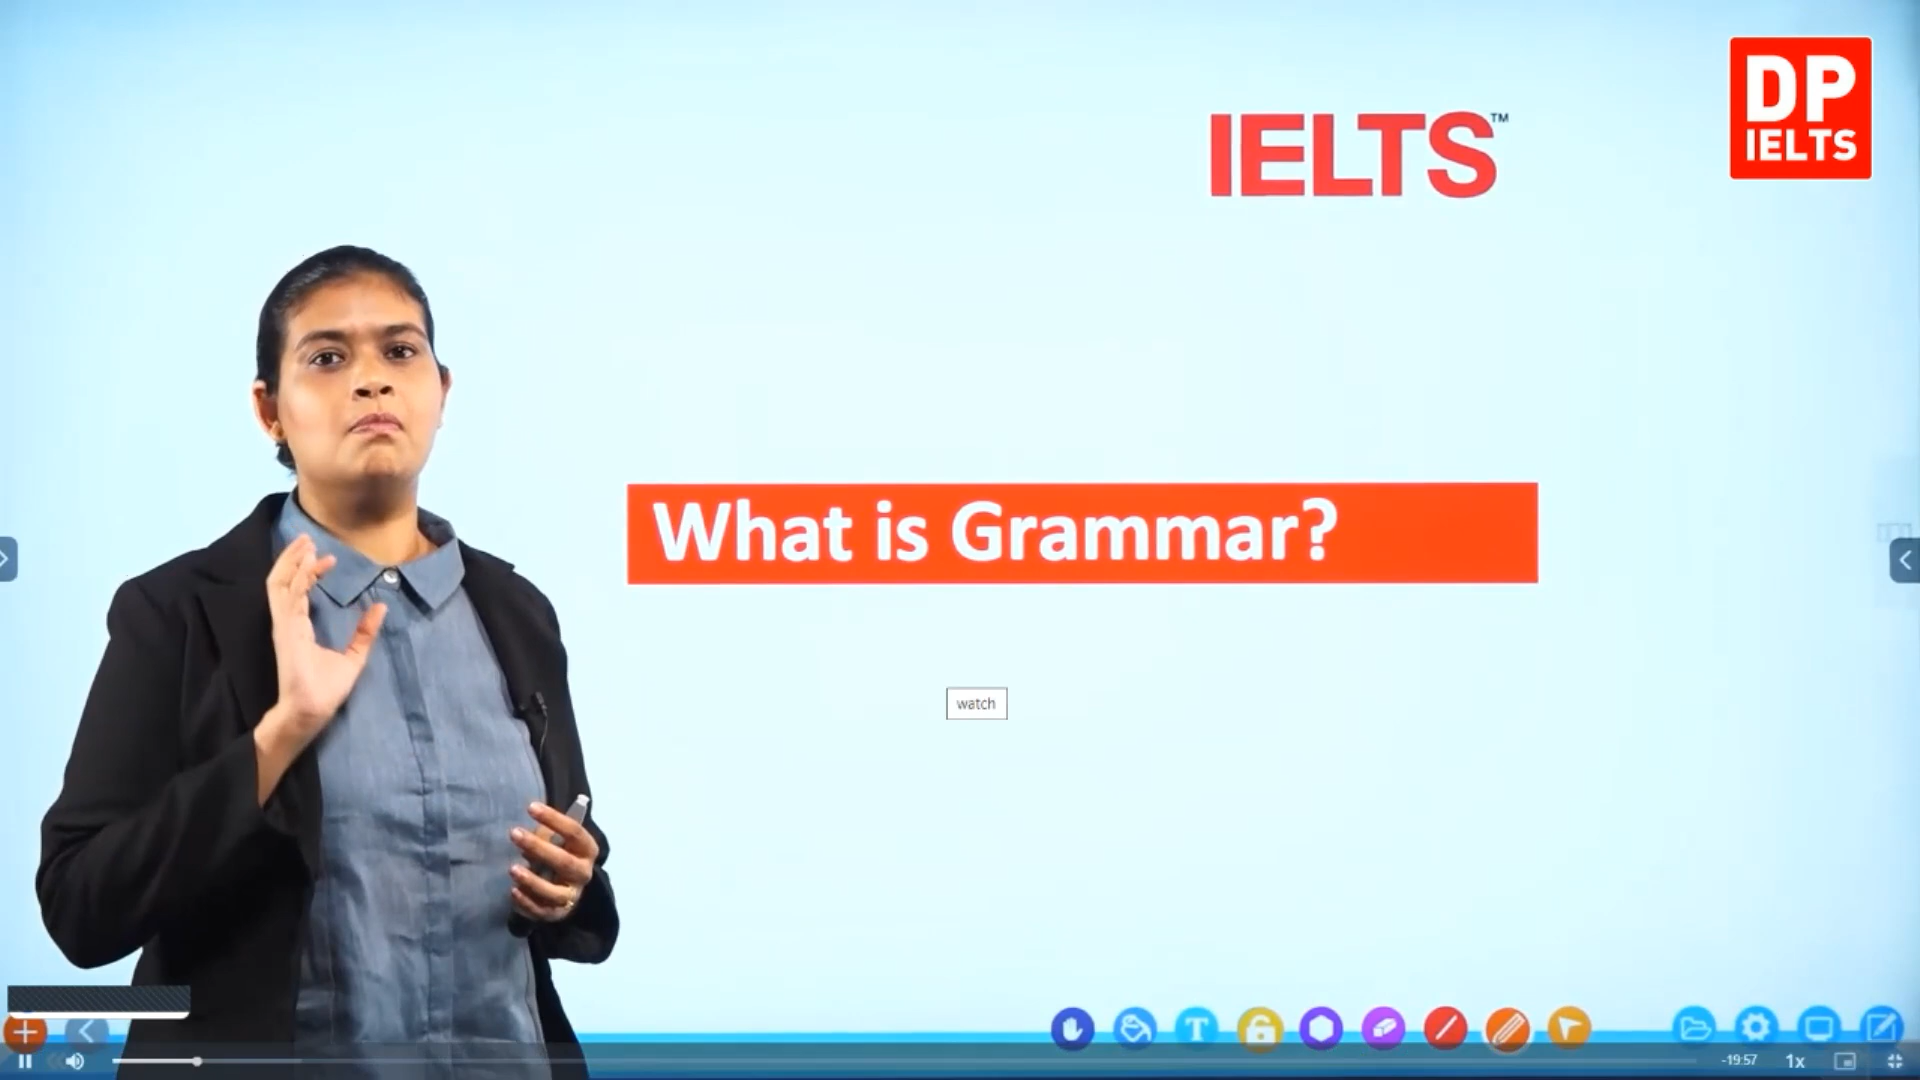 DP
IELTS
IELTS™
What is Grammar?
watch
T
-19:57
1x